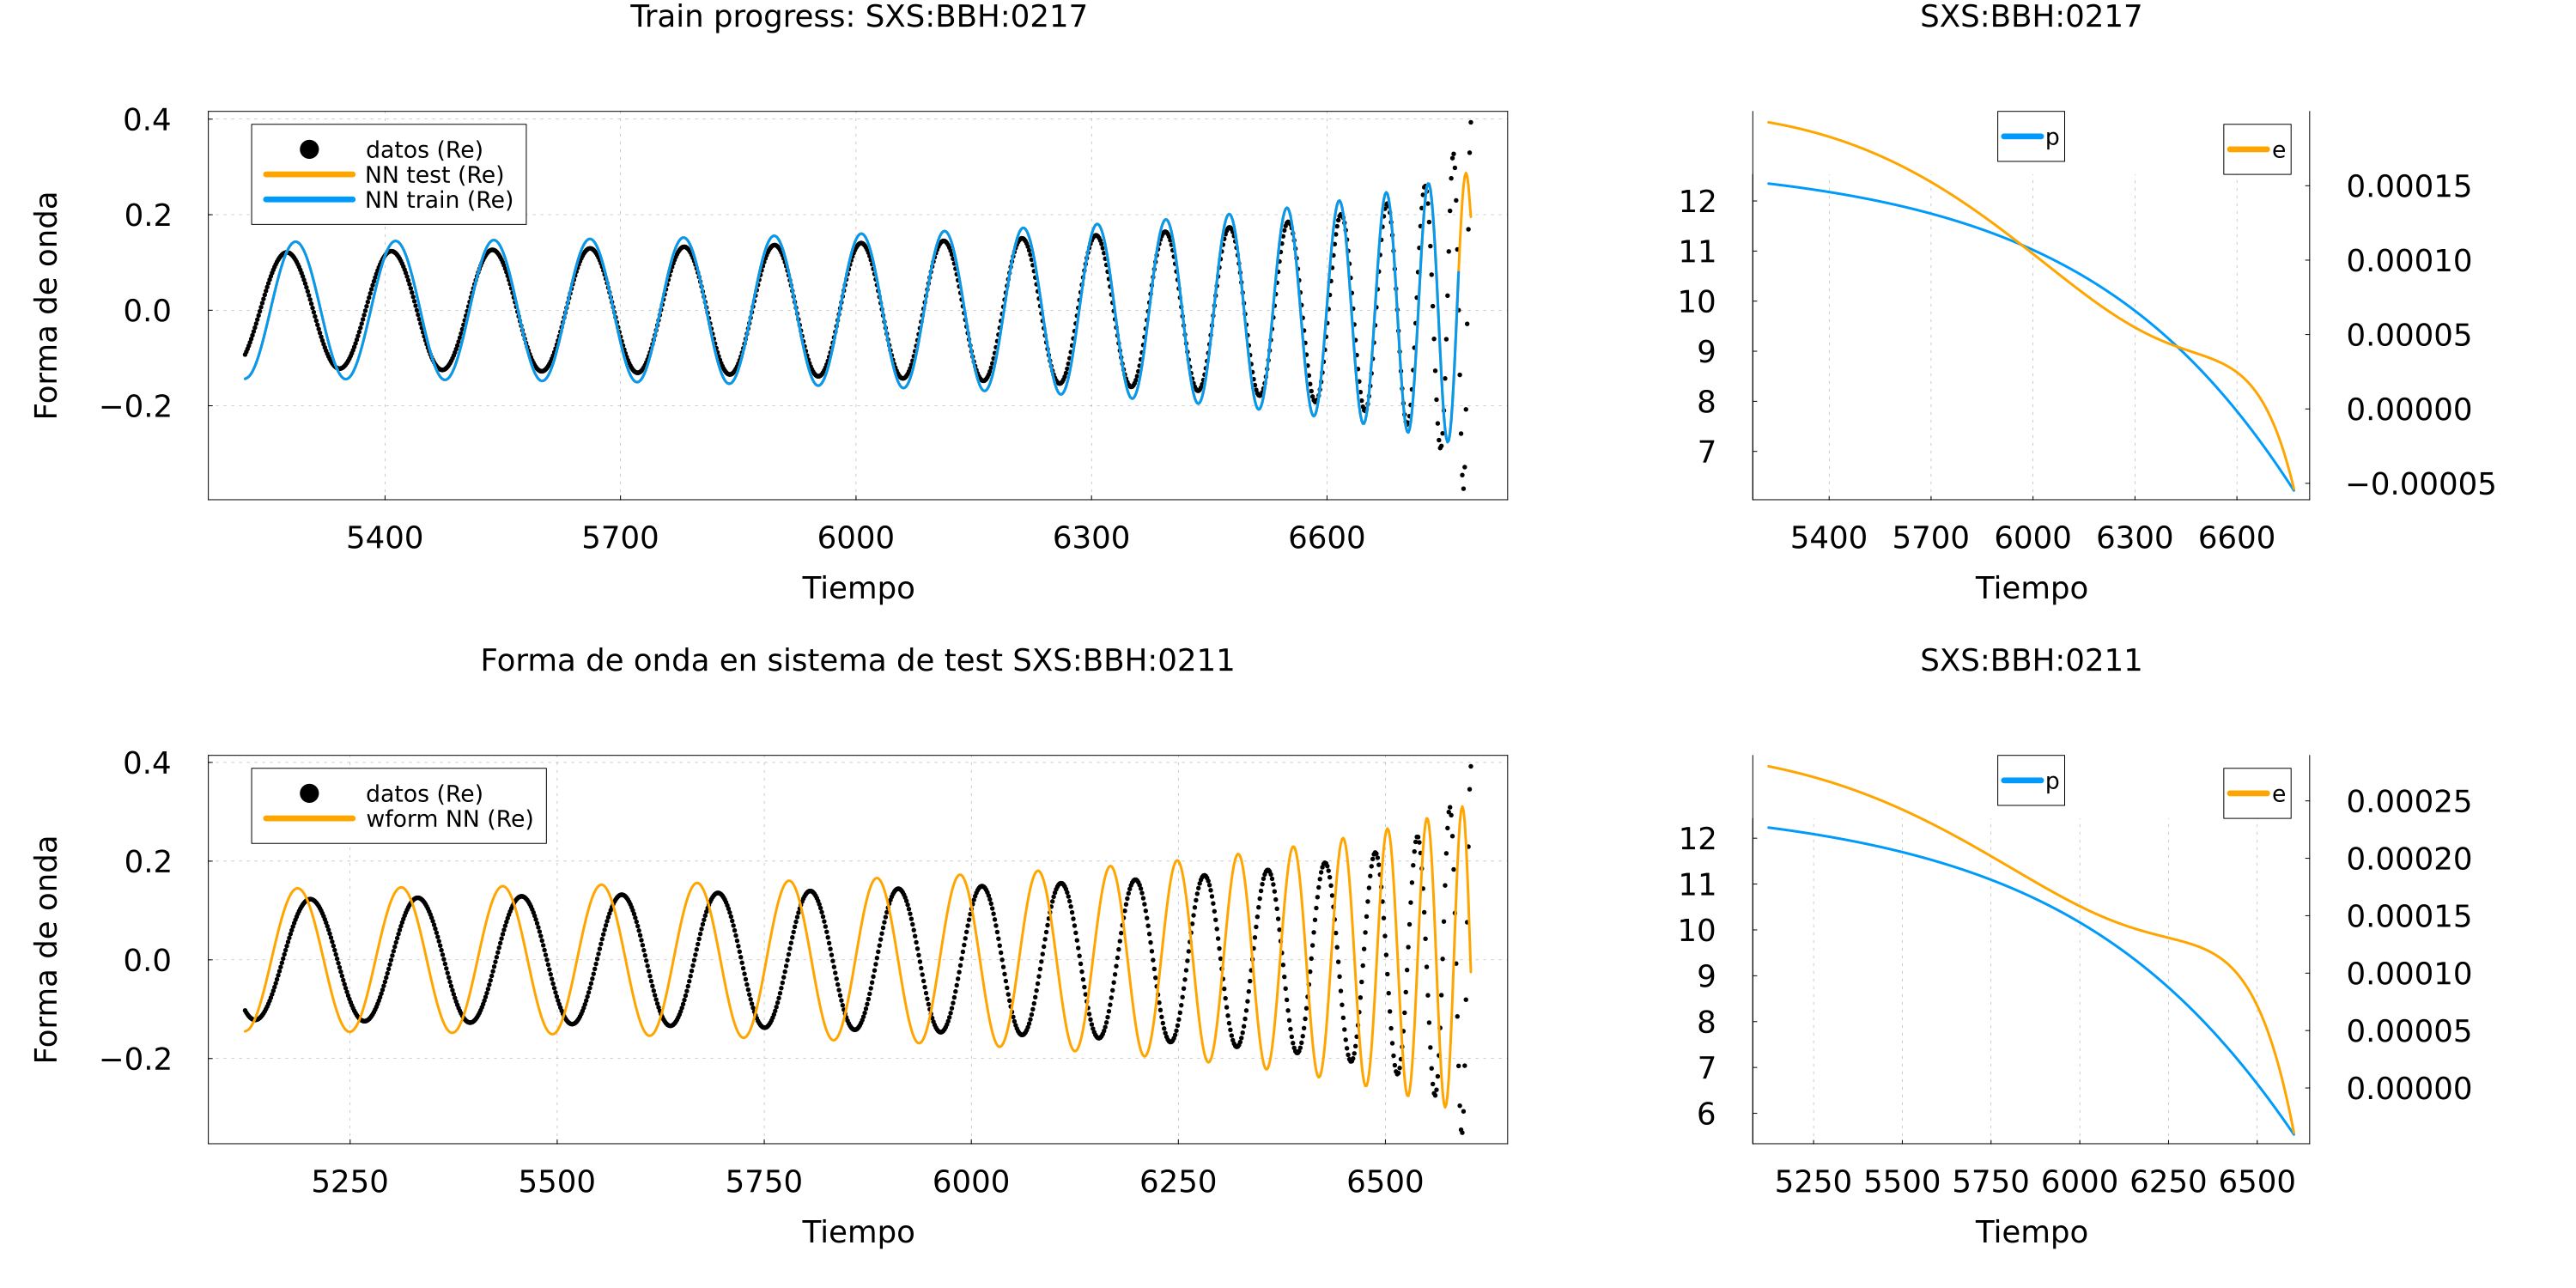 Train progress: SXS:BBH:0217
Forma de onda
0.4
0.2
0.0
−0.2
datos (Re)
NN test (Re)
NN train (Re)
5400 5700 6000 6300 6600
Tiempo
SXS:BBH:0217
12
11
10
9
8
7
p
e
0.00015
0.00010
0.00005
0.00000
−0.00005
5400 5700 6000 6300 6600
Tiempo
Forma de onda en sistema de test SXS:BBH:0211
Forma de onda
0.4
0.2
0.0
−0.2
datos (Re)
wform NN (Re)
5250 5500 5750 6000 6250 6500
Tiempo
SXS:BBH:0211
12
11
10
9
8
7
6
p
e
0.00025
0.00020
0.00015
0.00010
0.00005
0.00000
5250 5500 5750 6000 6250 6500
Tiempo